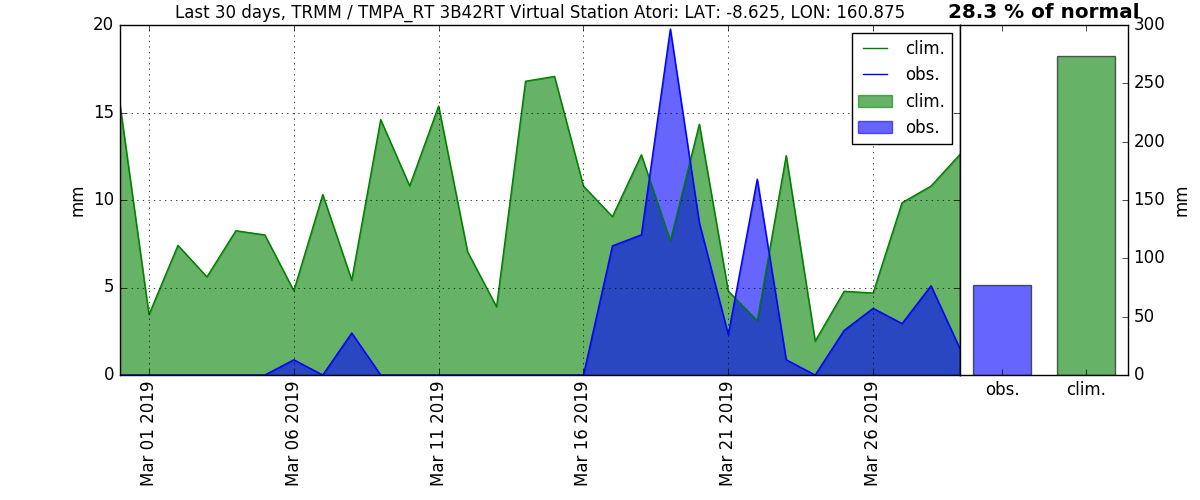 Last 30 days, TRMM / TMPA_RT 3B42RT Virtual Station Atori: LAT: -8.625, LON: 160.875
28.3 % of normal
20
15
10
5
0
mm
clim.
obs.
clim.
obs.
Mar 01 2019
Mar 06 2019
Mar 11 2019
Mar 16 2019
Mar 21 2019
Mar 26 2019
obs.
clim.
300
250
200
150
100
50
0
mm